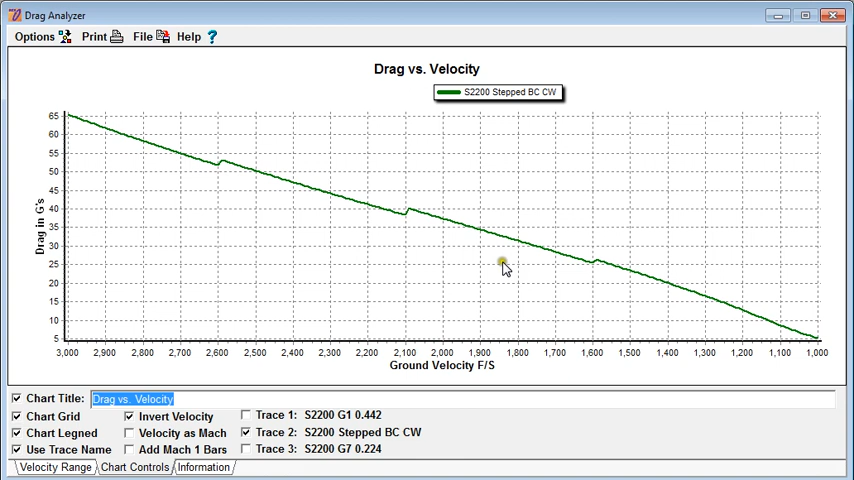 Drag Analyzer
Options Print File Help ?
Drag vs. Velocity
S2200 Stepped BC CW
65
60
55
50
45
40
35
30
25
20
15
10
5
Drag in G's
3,000 2,900 2,800 2,700 2,600 2,500 2,400 2,300 2,200 2,100 2,000 1,900 1,800 1,700 1,600 1,500 1,400 1,300 1,200 1,100 1,000
Ground Velocity F/S
Chart Title: Drag vs. Velocity
Chart Grid Invert Velocity Trace 1: S2200 G1 0.442
Chart Legned Velocity as Mach Trace 2: S2200 Stepped BC CW
Use Trace Name Add Mach 1 Bars Trace 3: S2200 G7 0.224
Velocity Range Chart Controls Information